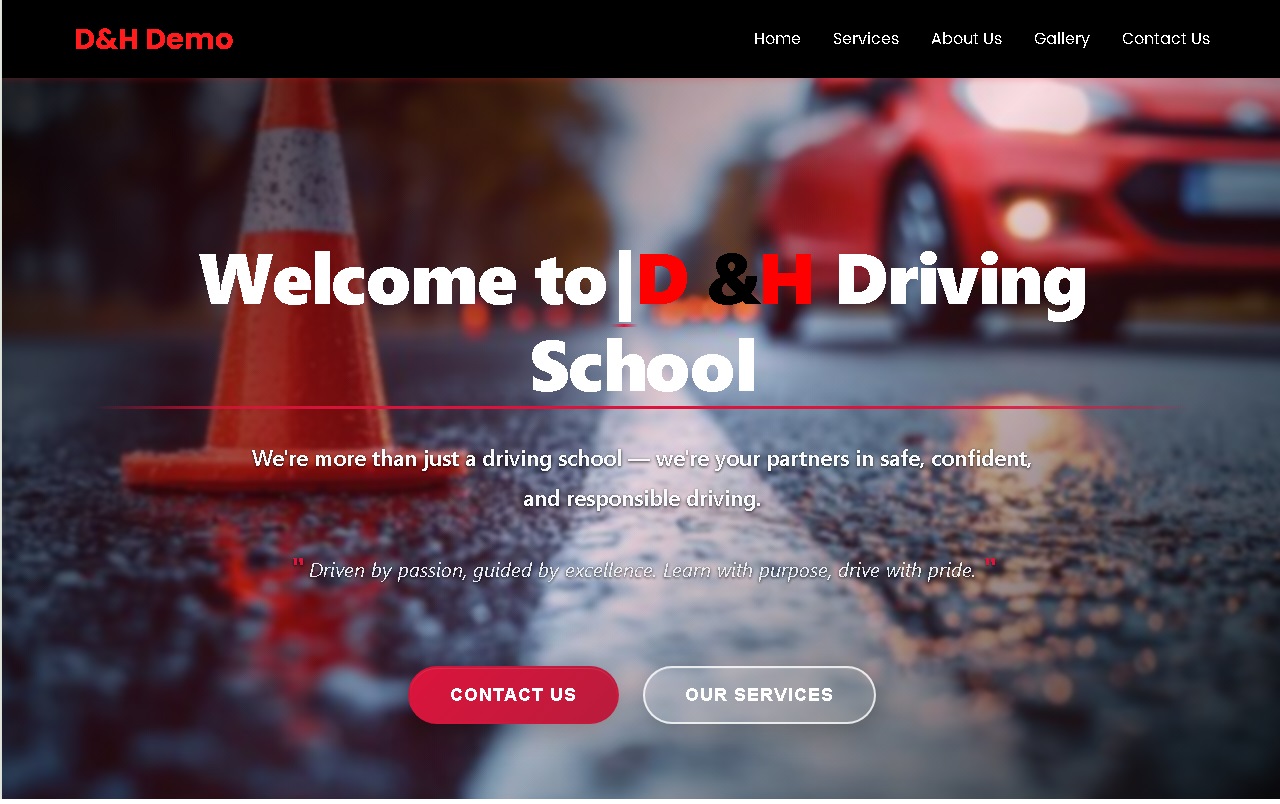 D&H Demo
Home Services About Us Gallery Contact Us
Welcome to|D &H Driving
School
We're more than just a driving school — we're your partners in safe, confident,
and responsible driving.
" Driven by passion, guided by excellence. Learn with purpose, drive with pride. "
CONTACT US OUR SERVICES